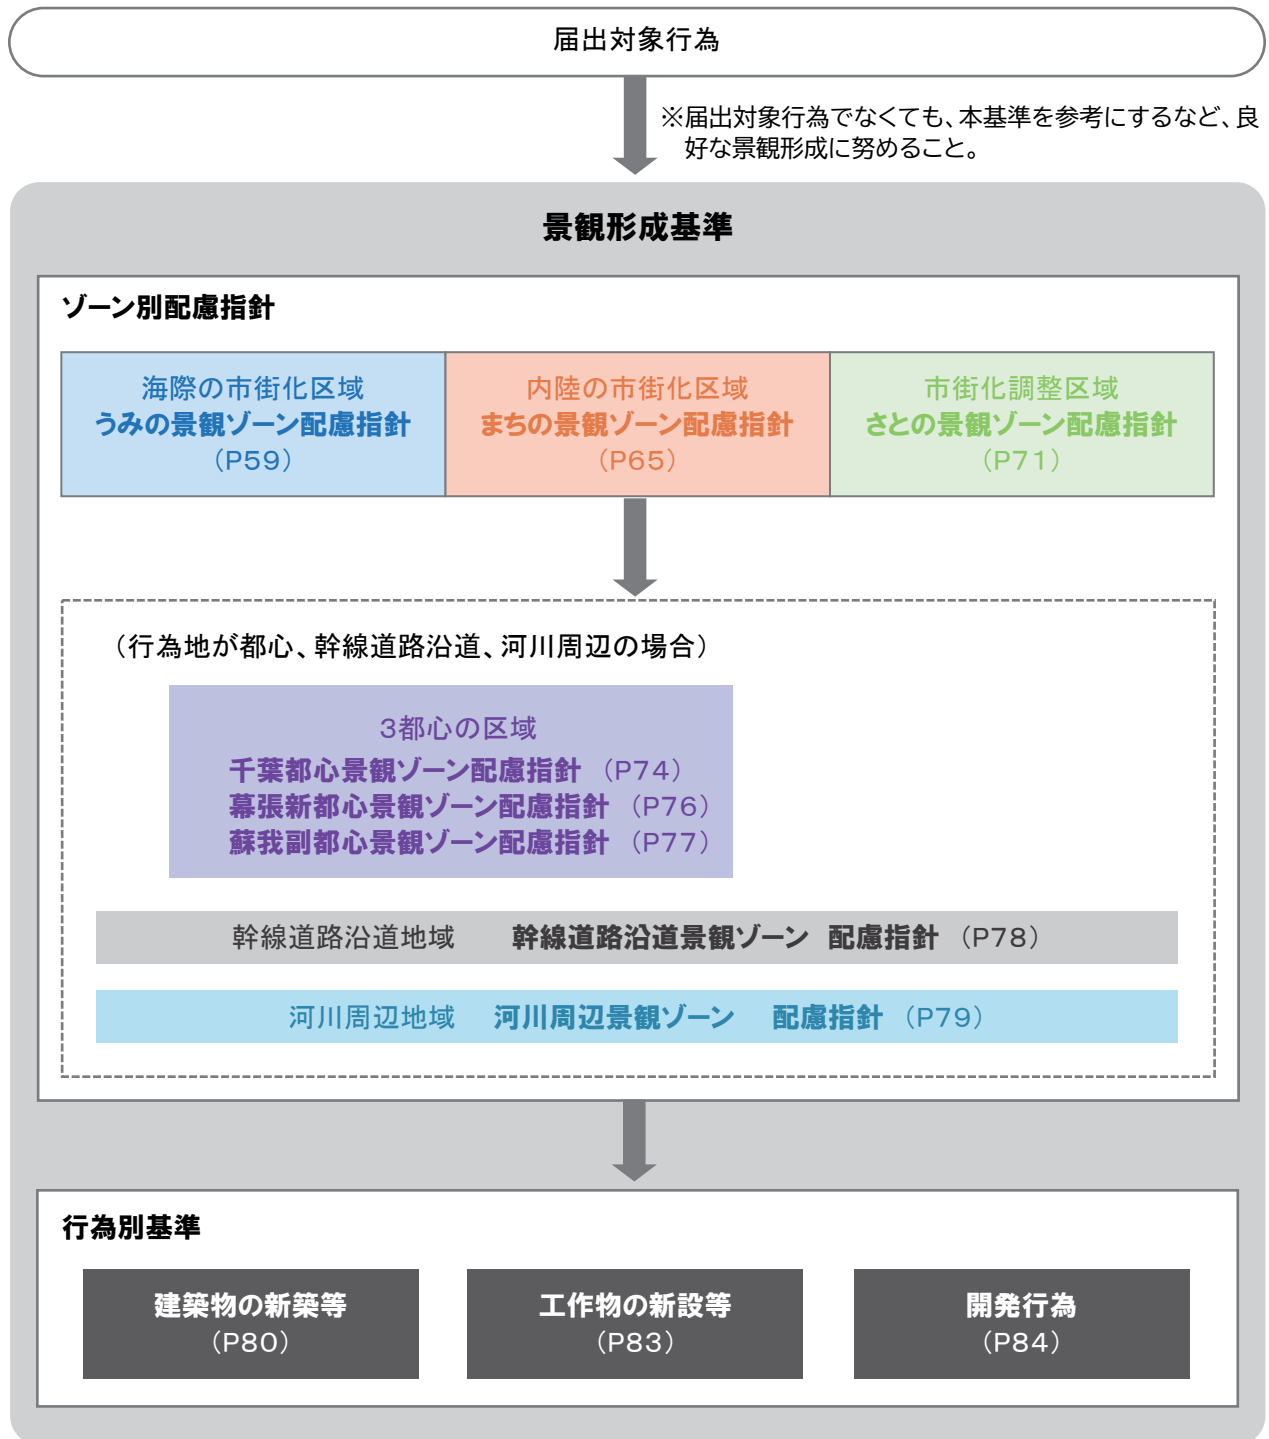 届出対象行為
※届出対象行為でなくても、本基準を参考にするなど、良
好な景観形成に努めること。
景観形成基準
ゾーン別配慮指針
海際の市街化区域
うみの景観ゾーン配慮指針
（P59）
内陸の市街化区域
まちの景観ゾーン配慮指針
（P65）
市街化調整区域
さとの景観ゾーン配慮指針
（P71）
（行為地が都心、幹線道路沿道、河川周辺の場合）
3都心の区域
千葉都心景観ゾーン配慮指針 （P74）
幕張新都心景観ゾーン配慮指針 （P76）
蘇我副都心景観ゾーン配慮指針 （P77）
幹線道路沿道地域 幹線道路沿道景観ゾーン 配慮指針 （P78）
河川周辺地域 河川周辺景観ゾーン 配慮指針 （P79）
行為別基準
建築物の新築等
（P80）
工作物の新設等
（P83）
開発行為
（P84）